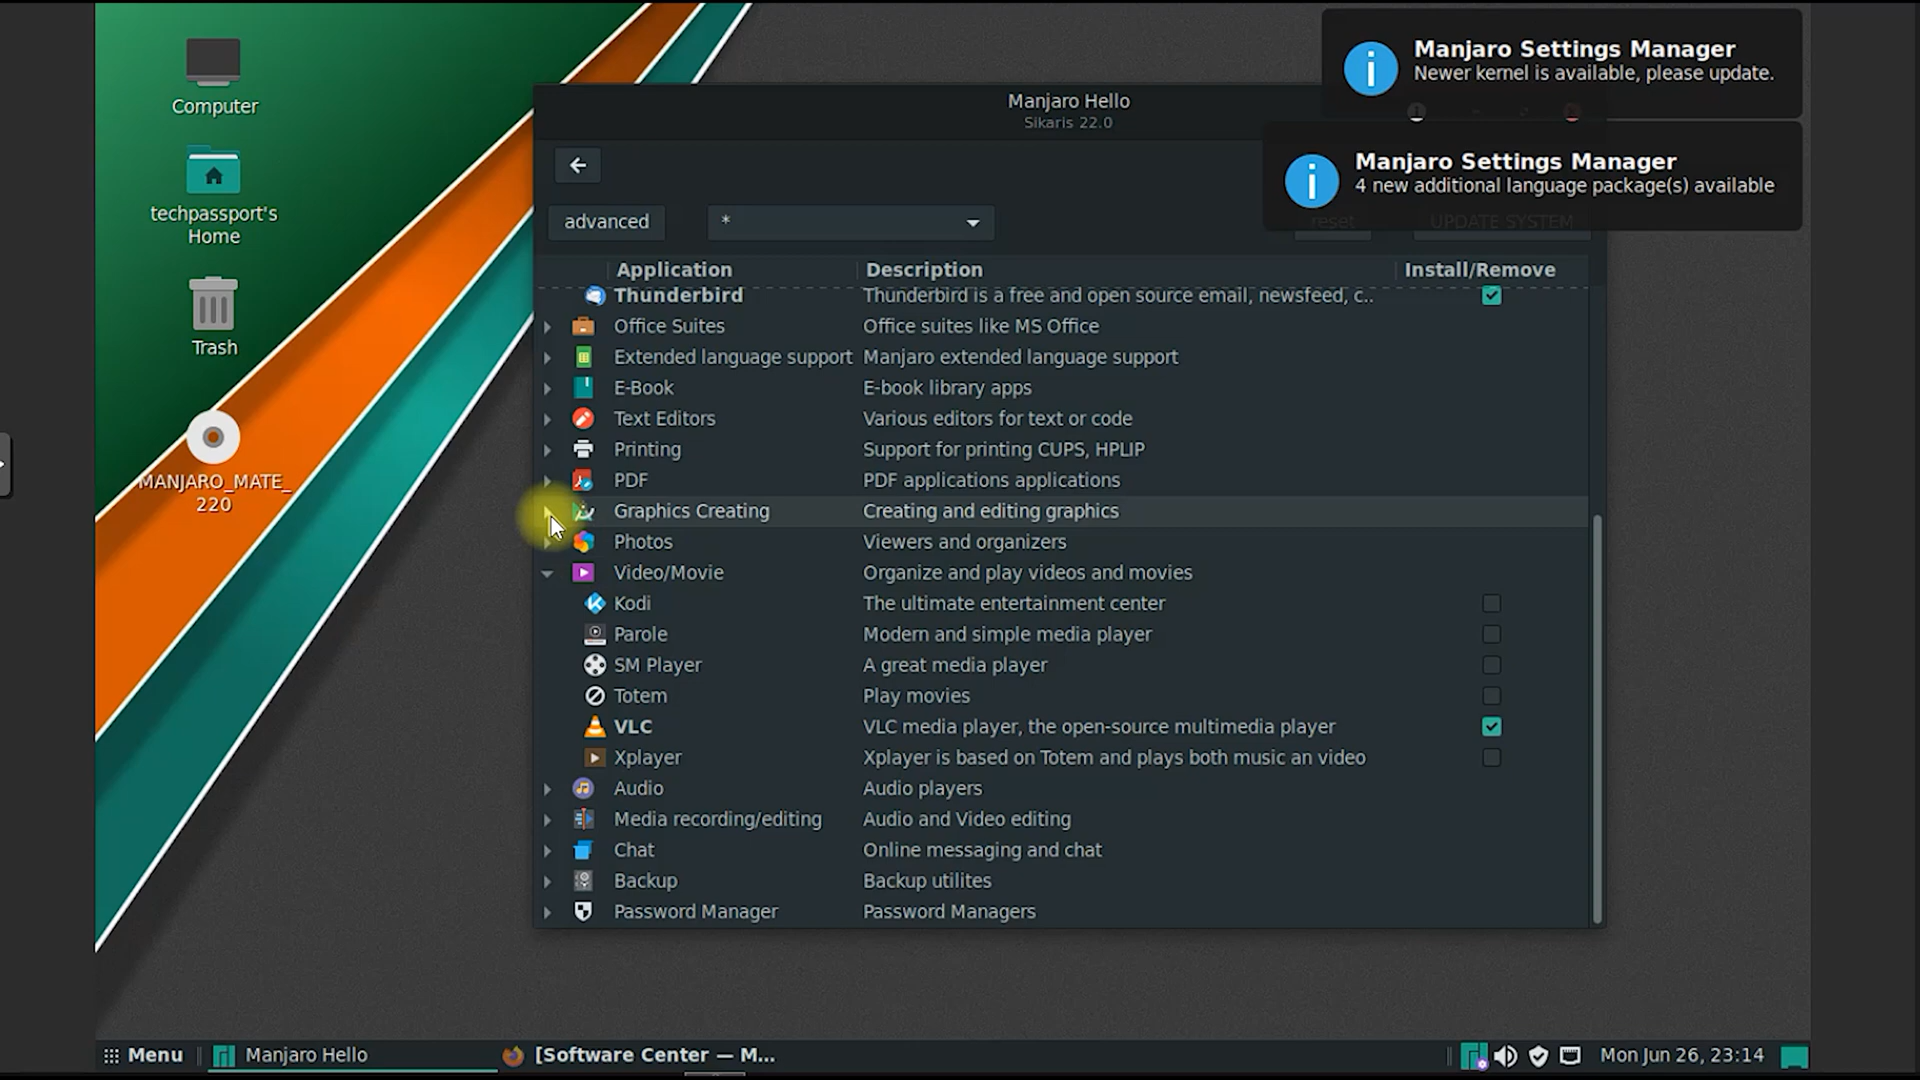 Computer
techpassport's
Home
Trash
MANJARO_MATE_
220
Manjaro Settings Manager
Newer kernel is available, please update.
Manjaro Settings Manager
4 new additional language package(s) available
Manjaro Hello
Sikaris 22.0
advanced
*
reset
UPDATE SYSTEM
Application Description Install/Remove
Thunderbird Thunderbird is a free and open source email, newsfeed, c..
Office Suites Office suites like MS Office
Extended language support Manjaro extended language support
E-Book E-book library apps
Text Editors Various editors for text or code
Printing Support for printing CUPS, HPLIP
PDF PDF applications applications
Graphics Creating Creating and editing graphics
Photos Viewers and organizers
Video/Movie Organize and play videos and movies
Kodi The ultimate entertainment center
Parole Modern and simple media player
SM Player A great media player
Totem Play movies
VLC VLC media player, the open-source multimedia player
Xplayer Xplayer is based on Totem and plays both music an video
Audio Audio players
Media recording/editing Audio and Video editing
Chat Online messaging and chat
Backup Backup utilites
Password Manager Password Managers
Menu Manjaro Hello [Software Center — M... Mon Jun 26, 23:14